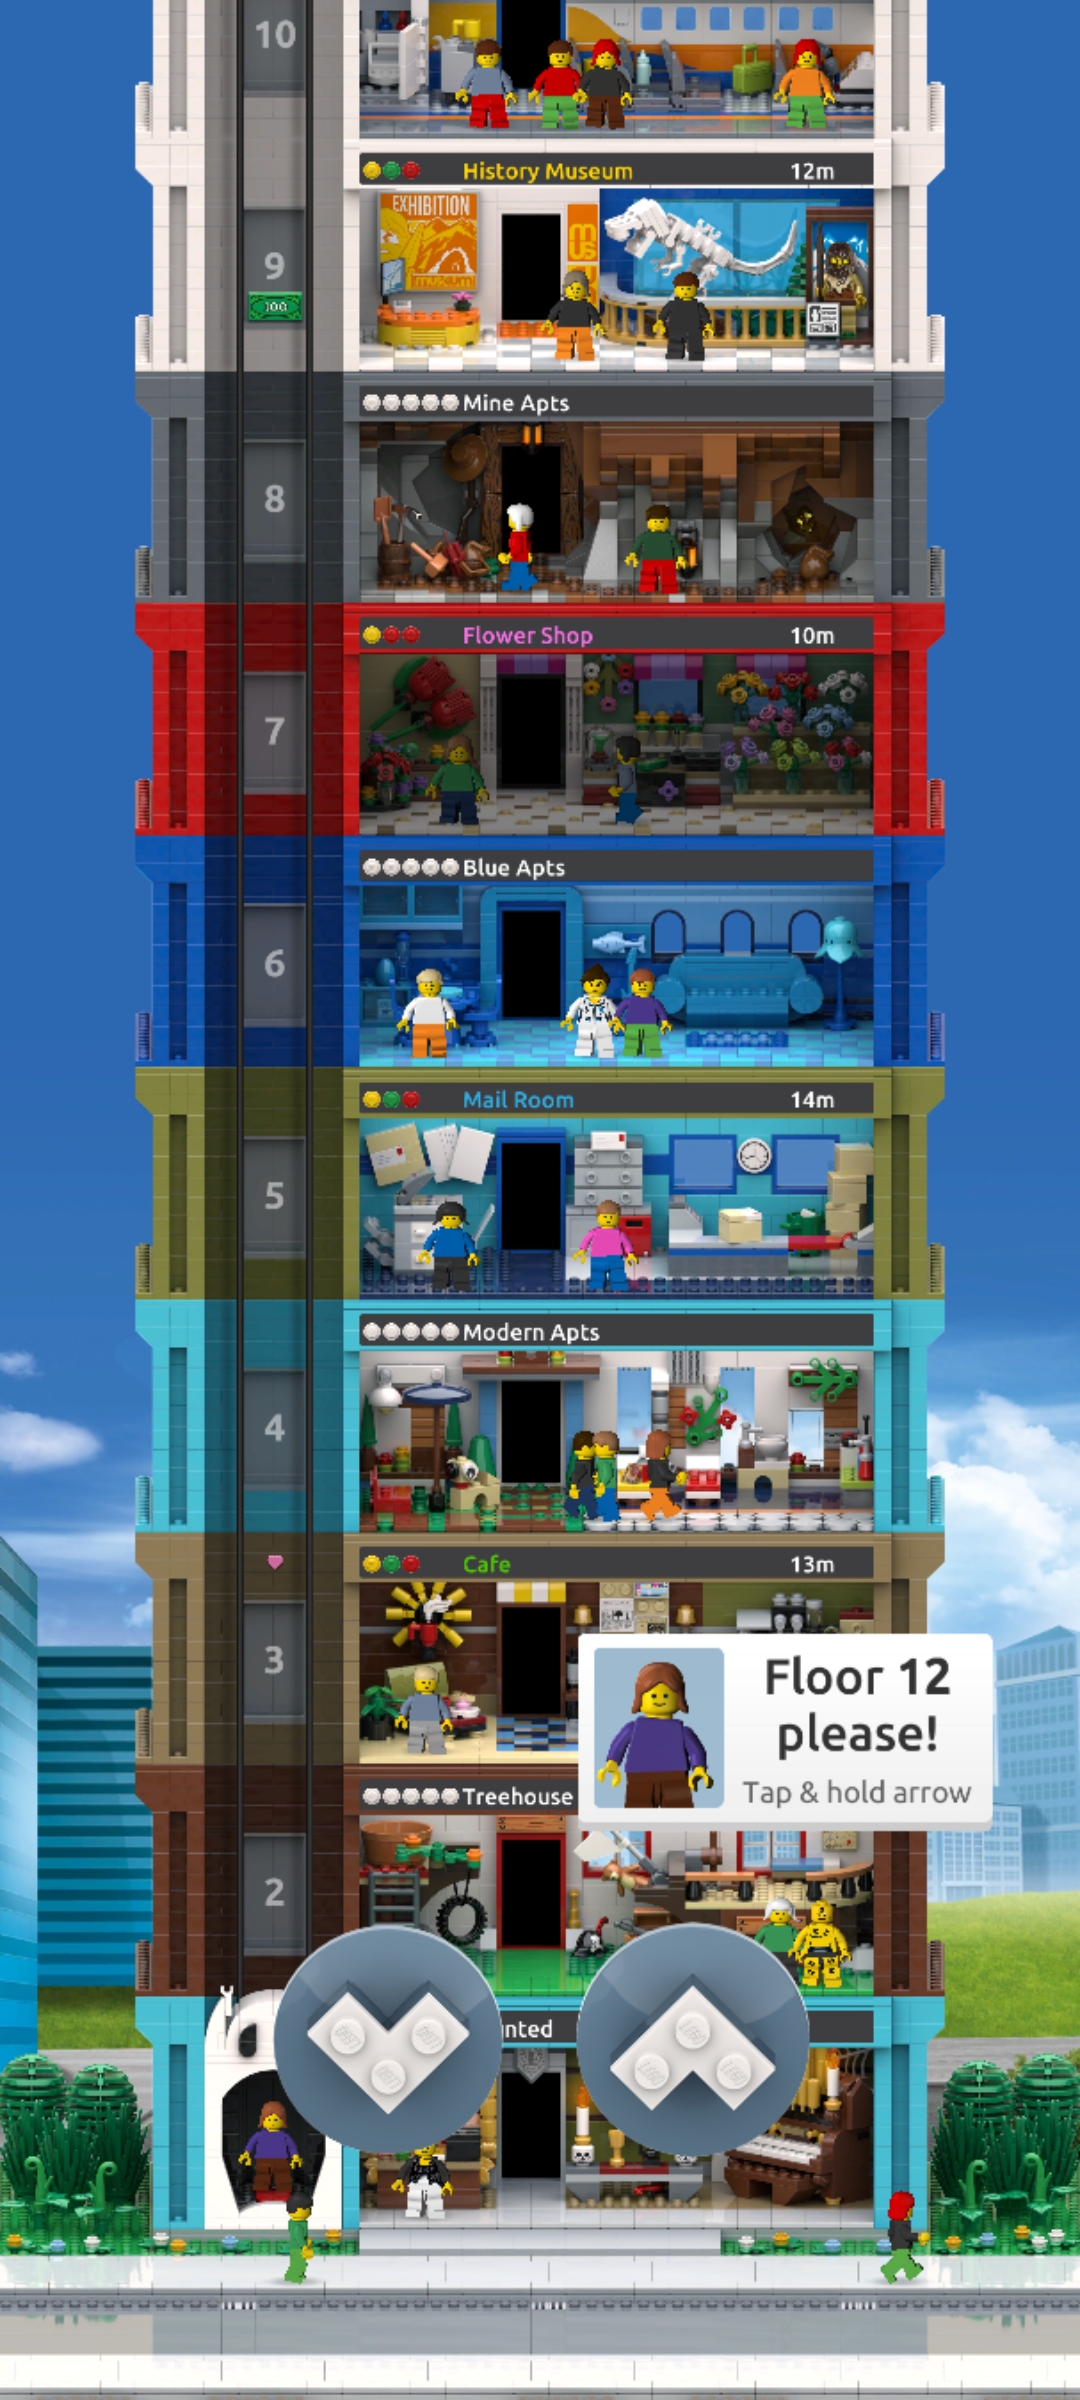 10
History Museum 12m
EXHIBITION
museum
9
100
Mine Apts
8
Flower Shop 10m
7
Blue Apts
6
Mail Room 14m
5
Modern Apts
4
Cafe 13m
3
Floor 12
please!
Tap & hold arrow
Treehouse
2
nted